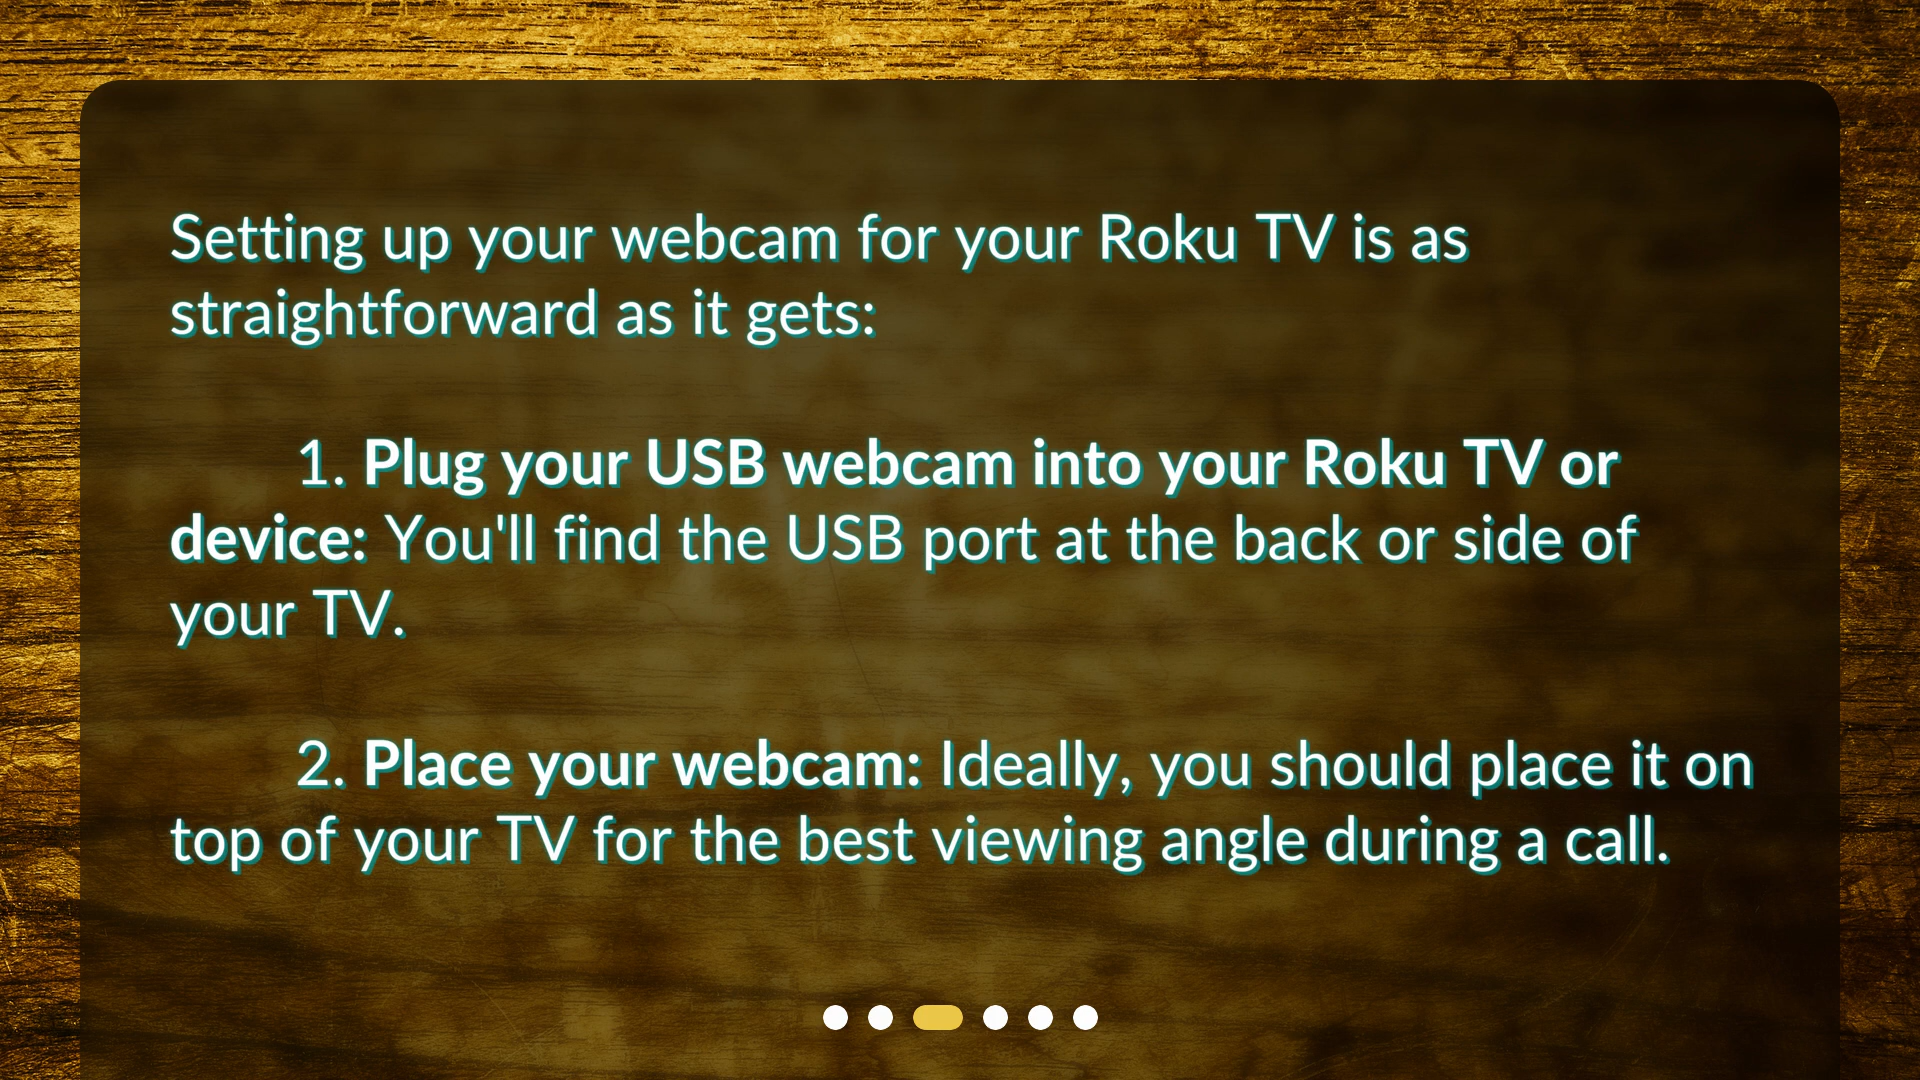 Setting up your webcam for your Roku TV is as
straightforward as it gets:
1. Plug your USB webcam into your Roku TV or
device: You'll find the USB port at the back or side of
your TV.
2. Place your webcam: Ideally, you should place it on
top of your TV for the best viewing angle during a call.